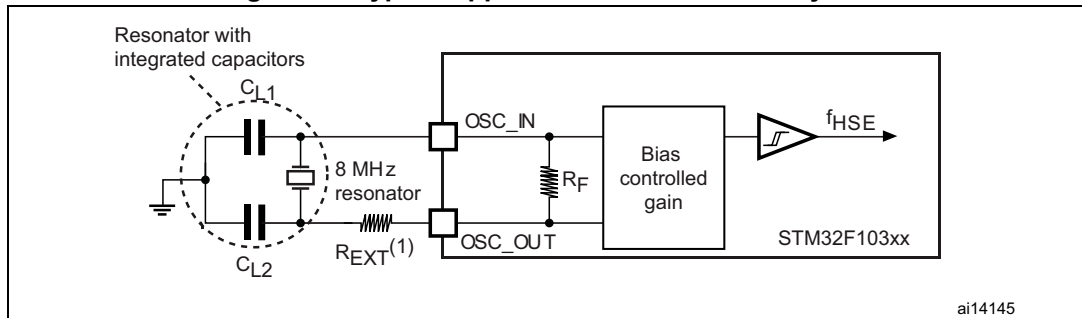 Resonator with
integrated capacitors
CL1
OSC_IN
fHSE
8 MHz
resonator
RF
Bias
controlled
gain
REXT(1)
OSC_OUT
STM32F103xx
CL2
ai14145